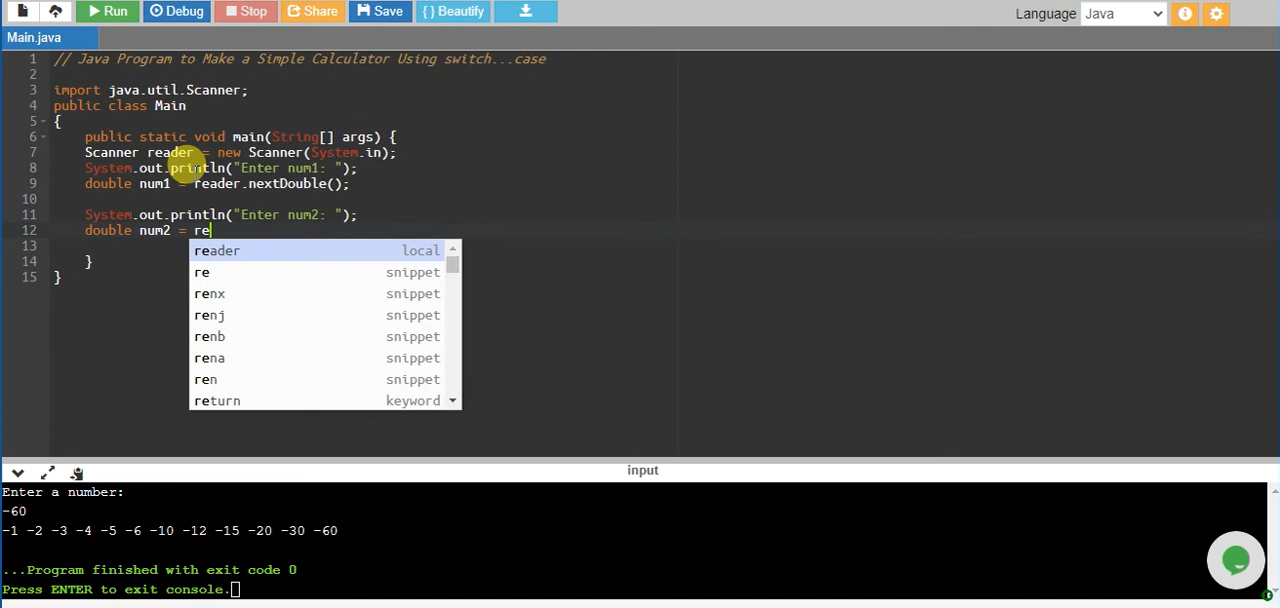 Run Debug Stop Share Save { } Beautify Language Java
Main.java
1 // Java Program to Make a Simple Calculator Using switch...case
2
3 import java.util.Scanner;
4 public class Main
5 {
6 public static void main(String[] args) {
7 Scanner reader = new Scanner(System.in);
8 System.out.println("Enter num1: ");
9 double num1 = reader.nextDouble();
10
11 System.out.println("Enter num2: ");
12 double num2 = re
13
14 }
15 }
reader local
re snippet
renx snippet
renj snippet
renb snippet
rena snippet
ren snippet
return keyword
input
Enter a number:
-60
-1 -2 -3 -4 -5 -6 -10 -12 -15 -20 -30 -60
...Program finished with exit code 0
Press ENTER to exit console.